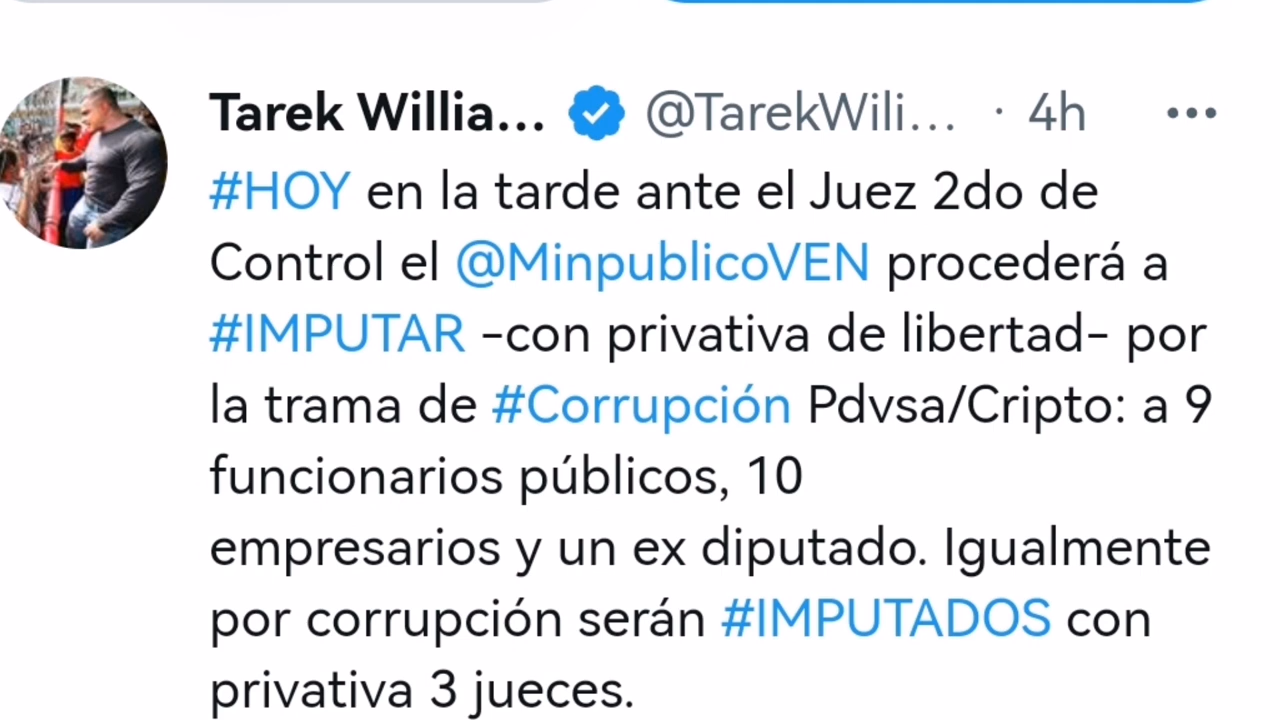 Tarek Willia... @TarekWili... · 4h ...
#HOY en la tarde ante el Juez 2do de
Control el @MinpublicoVEN procederá a
#IMPUTAR -con privativa de libertad- por
la trama de #Corrupción Pdvsa/Cripto: a 9
funcionarios públicos, 10
empresarios y un ex diputado. Igualmente
por corrupción serán #IMPUTADOS con
privativa 3 jueces.